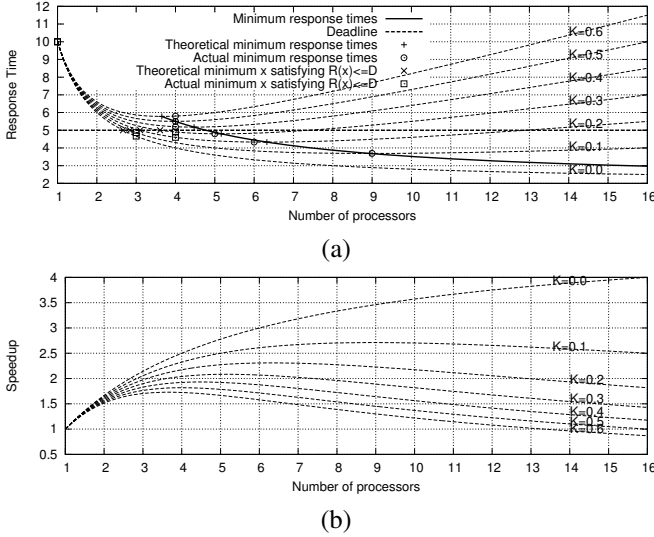 Minimum response times
Deadline
Theoretical minimum response times
Actual minimum response times
Theoretical minimum x satisfying R(x)<=D
Actual minimum x satisfying R(x)<=D
Response Time
11
10
9
8
7
6
5
4
3
2
K=0.6
K=0.5
K=0.4
K=0.3
K=0.2
K=0.1
K=0.0
1 2 3 4 5 6 7 8 9 10 11 12 13 14 15 16
Number of processors
(a)
Speedup
4
3.5
3
2.5
2
1.5
1
0.5
K=0.0
K=0.1
K=0.2
K=0.3
K=0.4
K=0.5
K=0.6
1 2 3 4 5 6 7 8 9 10 11 12 13 14 15 16
Number of processors
(b)